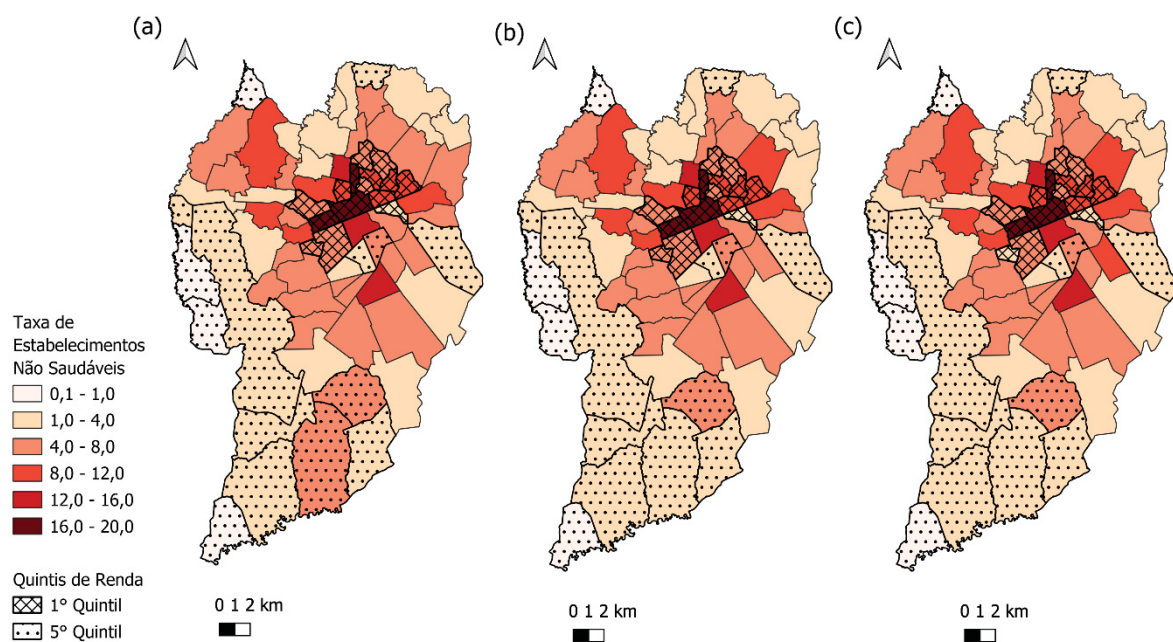 (a)
(b)
(c)
Taxa de
Estabelecimentos
Não Saudáveis
0,1 - 1,0
1,0 - 4,0
4,0 - 8,0
8,0 - 12,0
12,0 - 16,0
16,0 - 20,0
Quintis de Renda
1° Quintil
5° Quintil
0 1 2 km
0 1 2 km
0 1 2 km